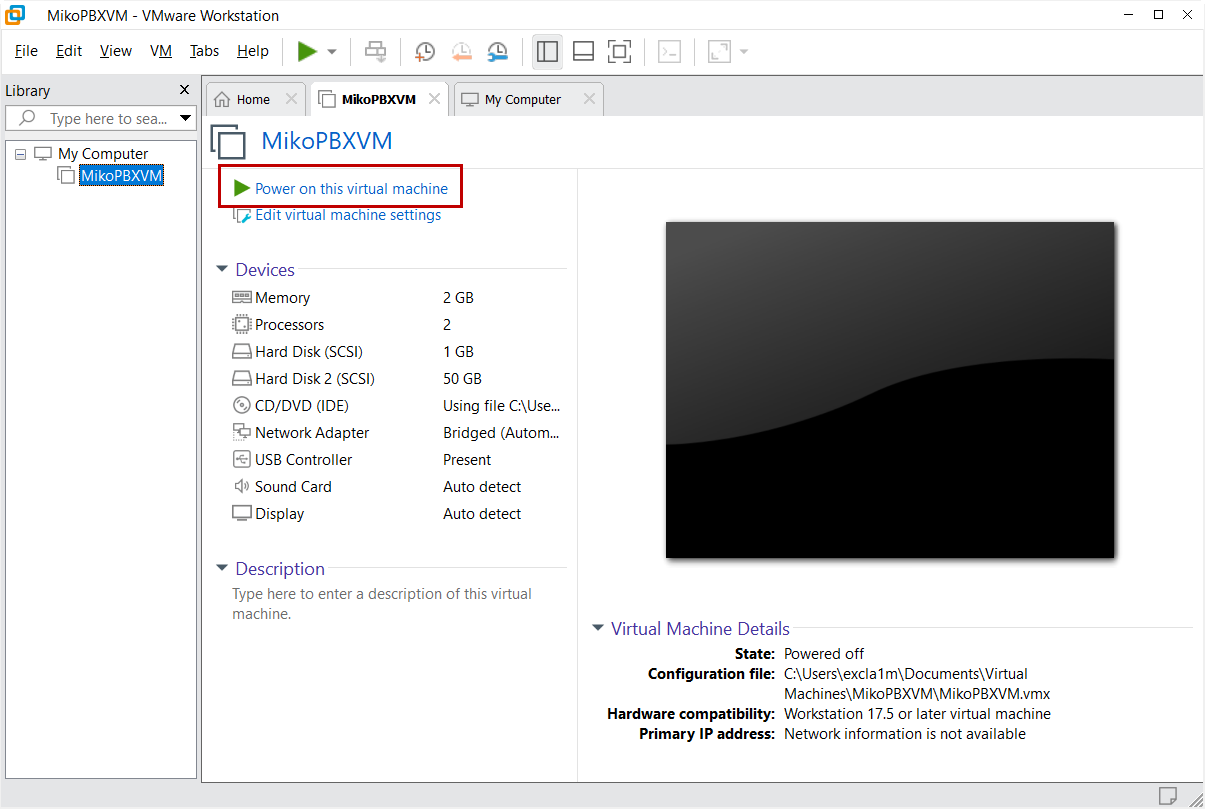 MikoPBXVM - VMware Workstation
File Edit View VM Tabs Help
Library
Type here to sea...
My Computer
MikoPBXVM
Home
MikoPBXVM
My Computer
MikoPBXVM
Power on this virtual machine
Edit virtual machine settings
Devices
Memory 2 GB
Processors 2
Hard Disk (SCSI) 1 GB
Hard Disk 2 (SCSI) 50 GB
CD/DVD (IDE) Using file C:\Use...
Network Adapter Bridged (Autom...
USB Controller Present
Sound Card Auto detect
Display Auto detect
Description
Type here to enter a description of this virtual
machine.
Virtual Machine Details
State: Powered off
Configuration file: C:\Users\excla1m\Documents\Virtual
Machines\MikoPBXVM\MikoPBXVM.vmx
Hardware compatibility: Workstation 17.5 or later virtual machine
Primary IP address: Network information is not available